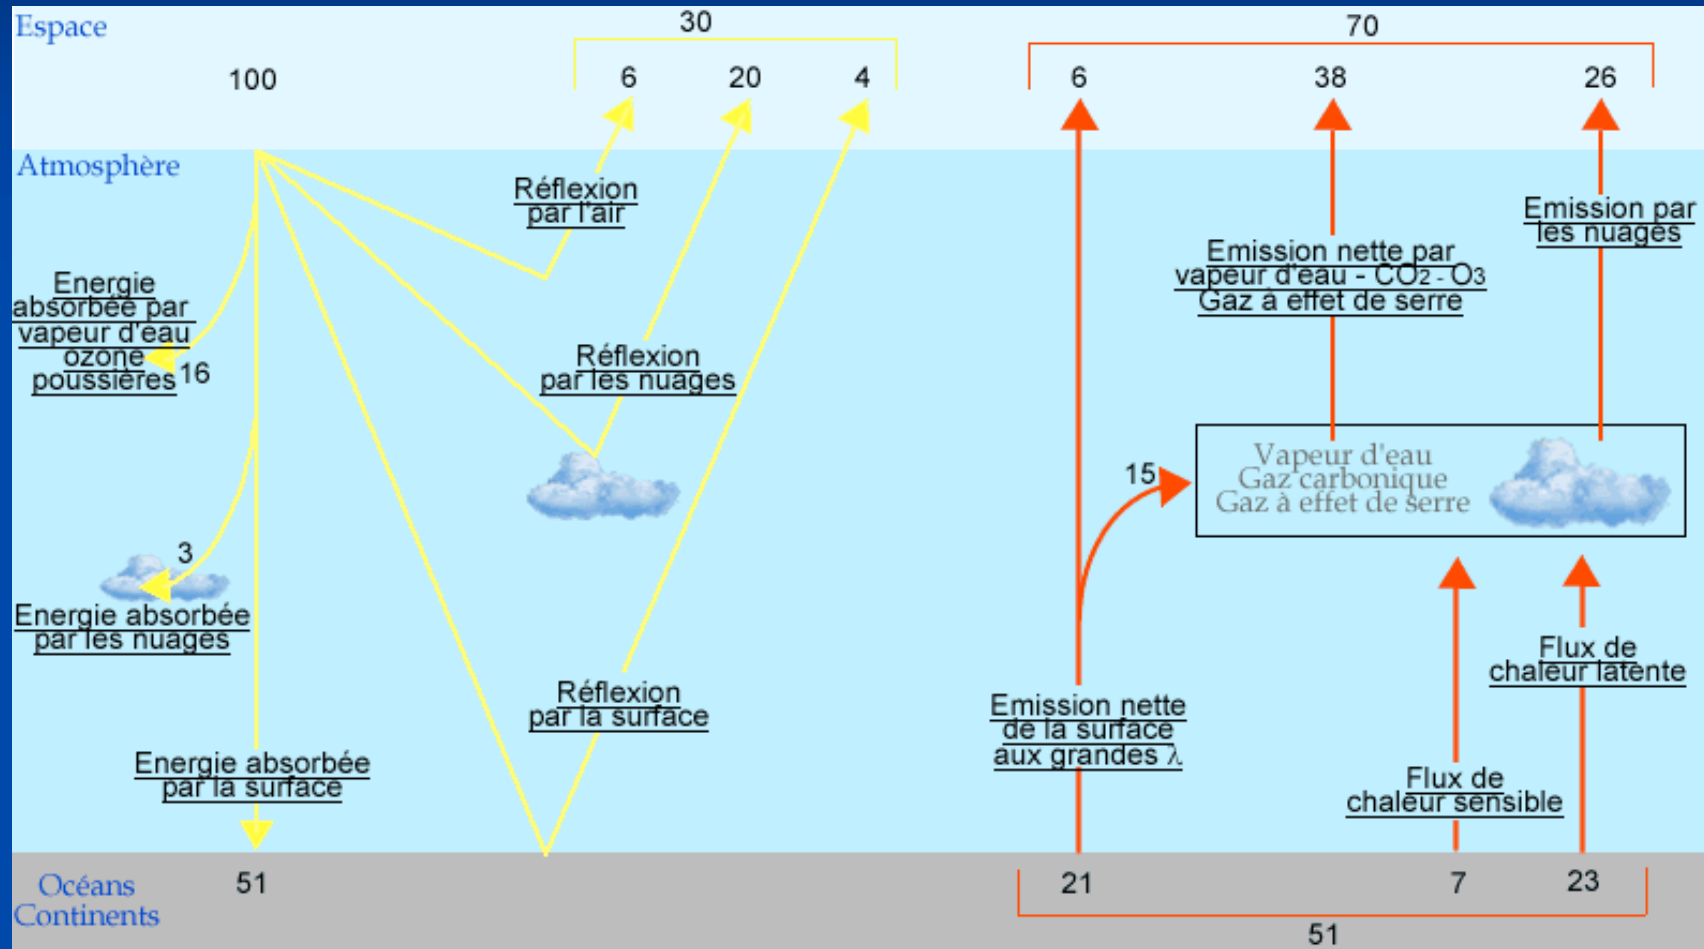 Espace
30
70
100
6
20
4
6
38
26
Atmosphère
Réflexion
par l'air
Emission par
les nuages
Emission nette par
vapeur d'eau - CO2 - O3
Gaz à effet de serre
Energie
absorbée par
vapeur d'eau
ozone
poussières
16
Réflexion
par les nuages
Vapeur d'eau
Gaz carbonique
Gaz à effet de serre
15
3
Energie absorbée
par les nuages
Flux de
chaleur latente
Réflexion
par la surface
Emission nette
de la surface
aux grandes λ
Energie absorbée
par la surface
Flux de
chaleur sensible
Océans
Continents
51
21
7
23
51